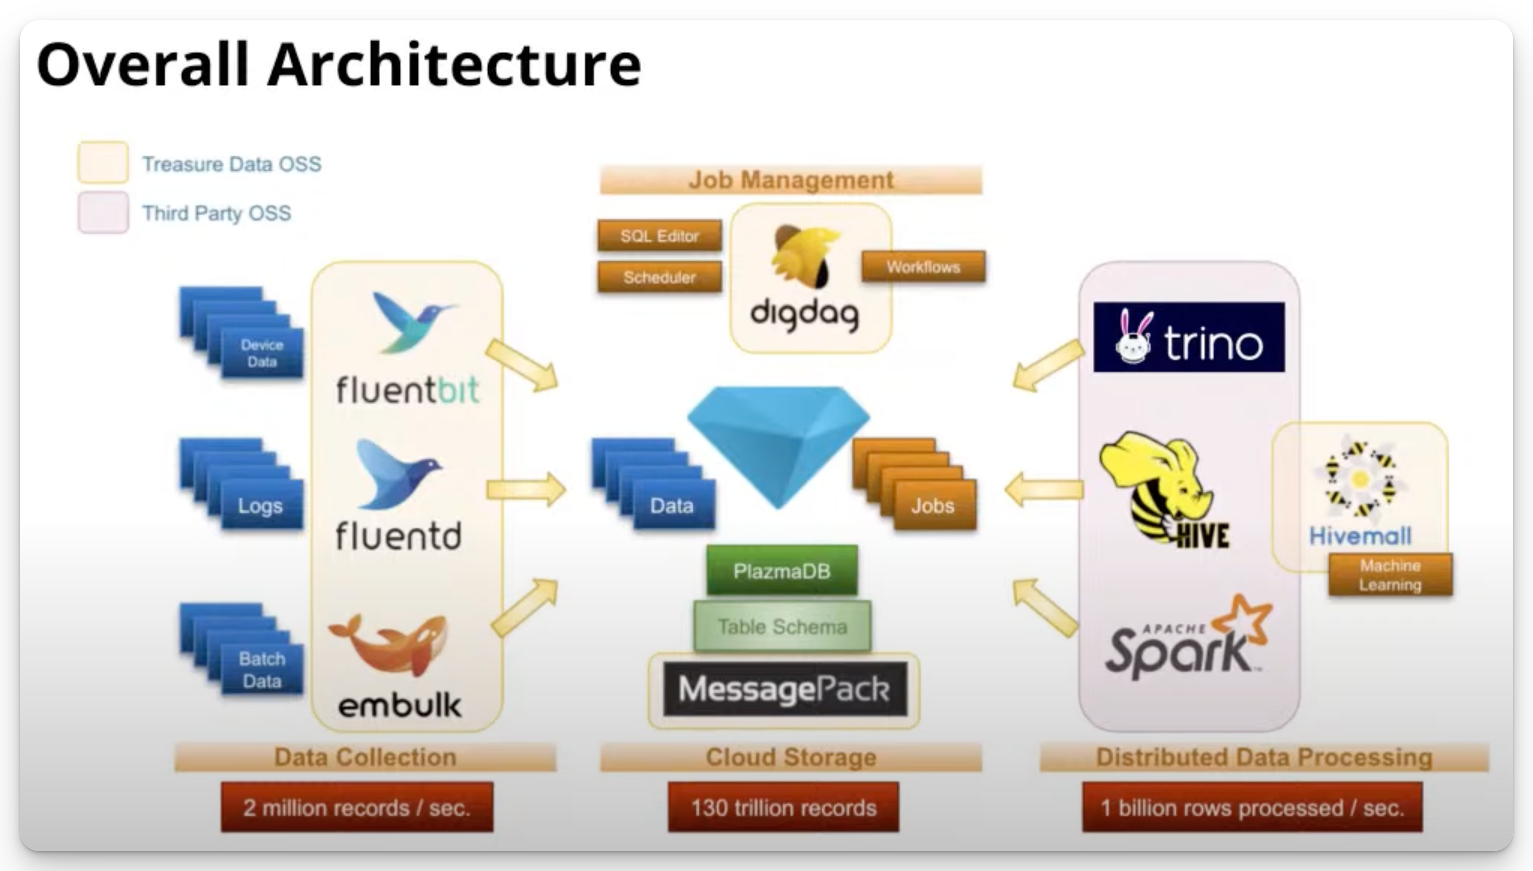 Overall Architecture
Treasure Data OSS
Third Party OSS
Job Management
SQL Editor
Scheduler
digdag
Workflows
Device
Data
fluentbit
Logs
fluentd
Batch
Data
embulk
Data
Jobs
PlazmaDB
Table Schema
MessagePack
trino
HIVE
Hivemall
Machine
Learning
APACHE
Spark™
Data Collection
Cloud Storage
Distributed Data Processing
2 million records / sec.
130 trillion records
1 billion rows processed / sec.